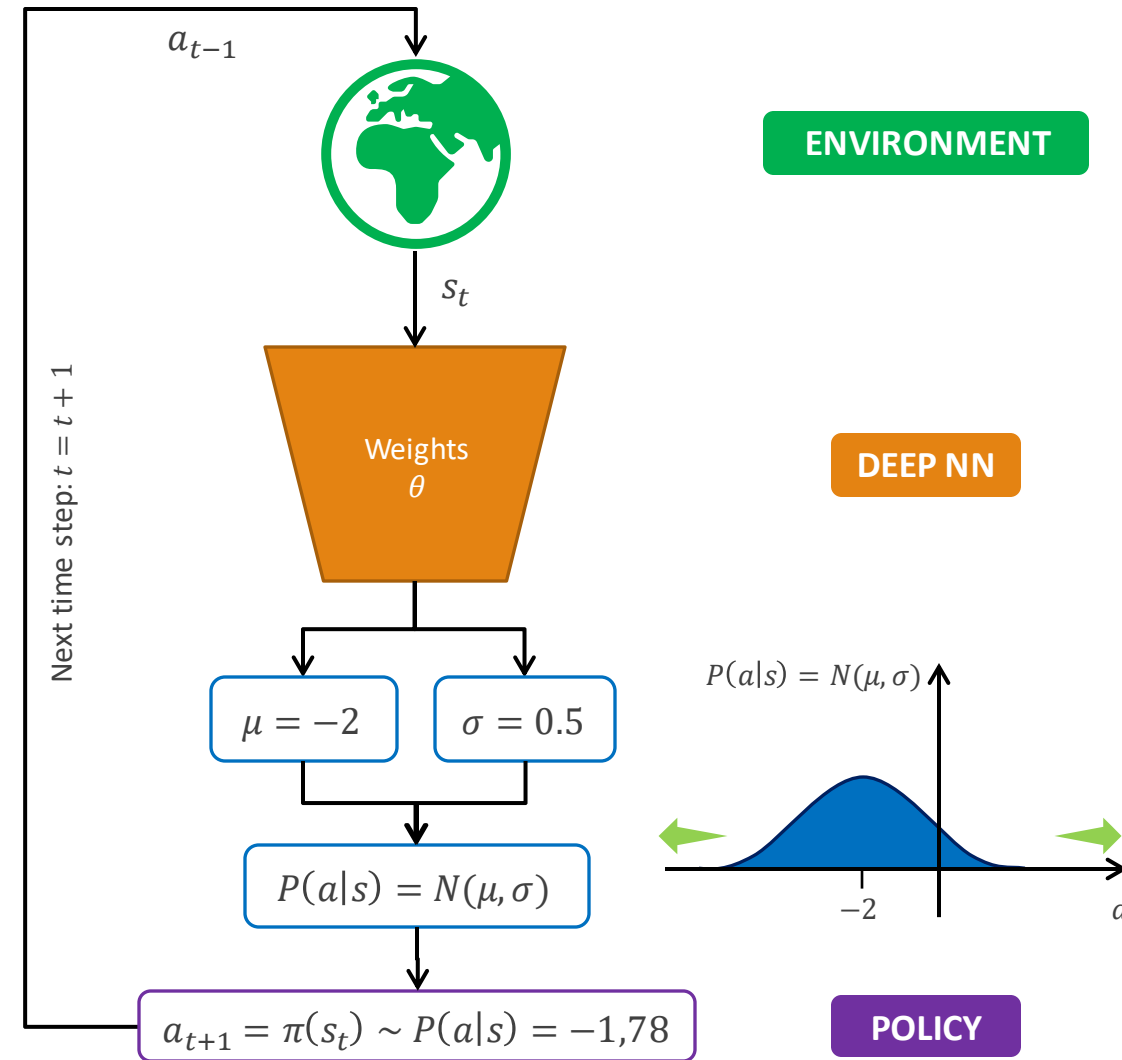 a_{t−1}
ENVIRONMENT
s_t
Next time step: t = t + 1
Weights
θ
DEEP NN
μ = −2
σ = 0.5
P(a|s) = N(μ, σ)
−2
a
P(a|s) = N(μ, σ)
a_{t+1} = π(s_t) ~ P(a|s) = −1,78
POLICY